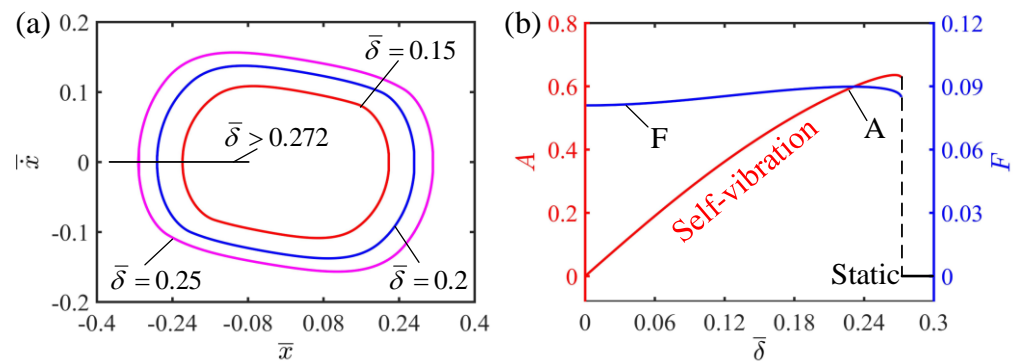 (a)
0.2
0.1
0
-0.1
-0.2
ẋ̅
δ̅ = 0.15
δ̅ > 0.272
δ̅ = 0.25
δ̅ = 0.2
-0.4 -0.24 -0.08 0.08 0.24 0.4
x̅
(b)
0.8
0.6
0.4
0.2
0
A
F
A
Self-vibration
Static
0.12
0.09
0.06
0.03
0
F
0 0.06 0.12 0.18 0.24 0.3
δ̅